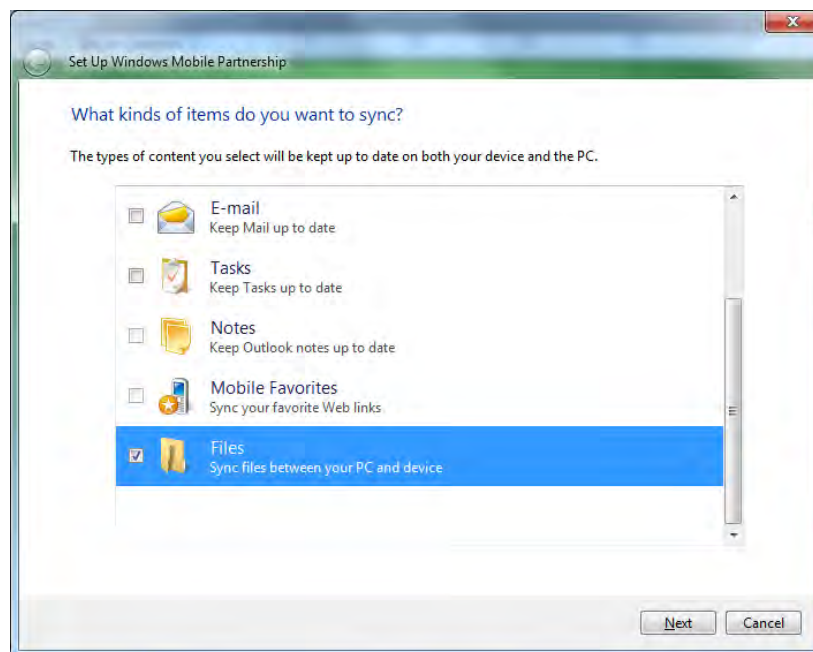 Set Up Windows Mobile Partnership
What kinds of items do you want to sync?
The types of content you select will be kept up to date on both your device and the PC.
E-mail
Keep Mail up to date
Tasks
Keep Tasks up to date
Notes
Keep Outlook notes up to date
Mobile Favorites
Sync your favorite Web links
Files
Sync files between your PC and device
Next
Cancel